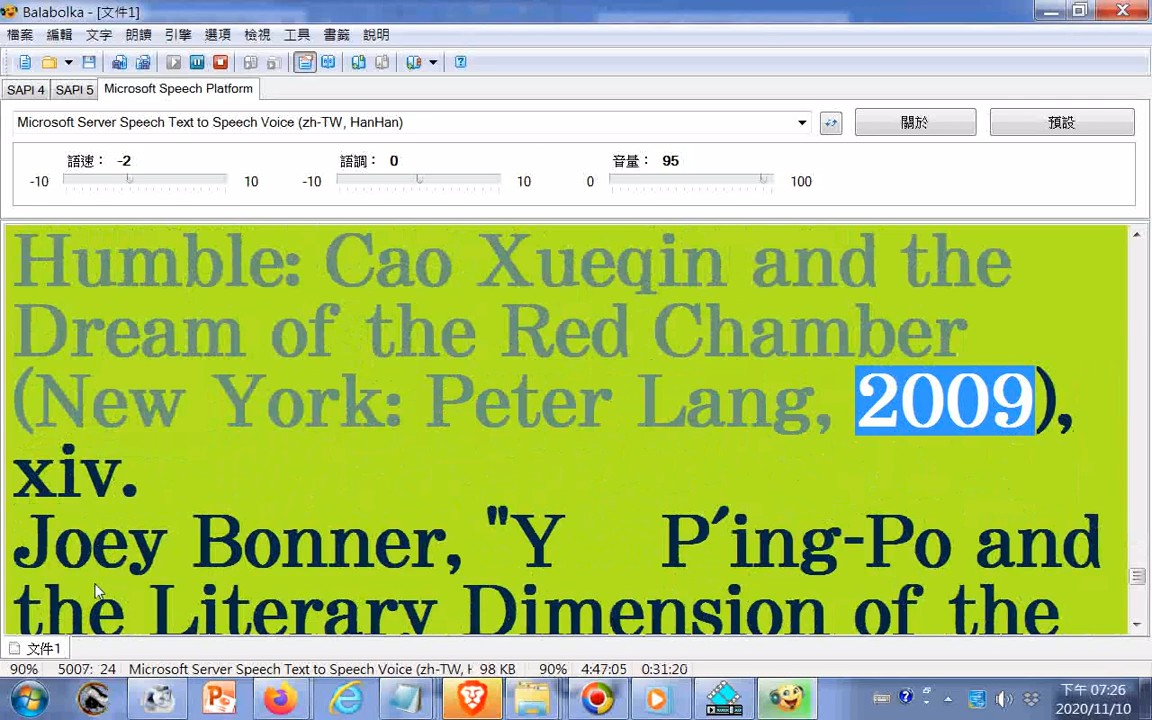 Balabolka - [文件1]
檔案 編輯 文字 朗讀 引擎 選項 檢視 工具 書籤 說明
SAPI 4 SAPI 5 Microsoft Speech Platform
Microsoft Server Speech Text to Speech Voice (zh-TW, HanHan) 關於 預設
語速： -2 語調： 0 音量： 95
-10 10 -10 10 0 100
Humble: Cao Xueqin and the
Dream of the Red Chamber
(New York: Peter Lang, 2009),
xiv.
Joey Bonner, "Y P'ing-Po and
the Literary Dimension of the
文件1
90% 5007: 24 Microsoft Server Speech Text to Speech Voice (zh-TW, H 98 KB 90% 4:47:05 0:31:20
下午 07:26
2020/11/10